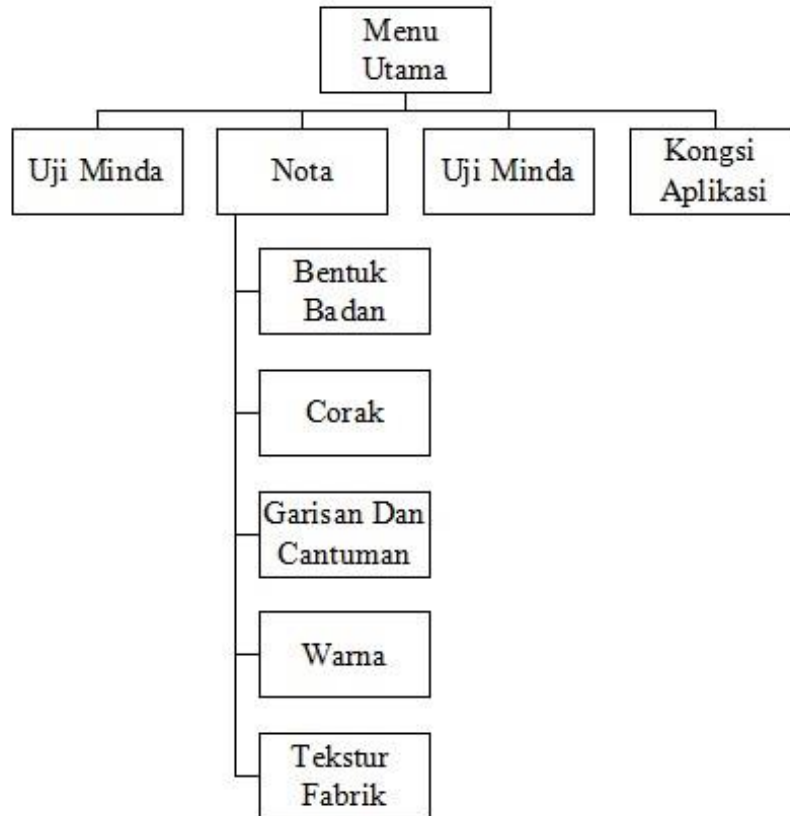 Menu
Utama
Uji Minda
Nota
Uji Minda
Kongsi
Aplikasi
Bentuk
Badan
Corak
Garisan Dan
Cantuman
Warna
Tekstur
Fabrik